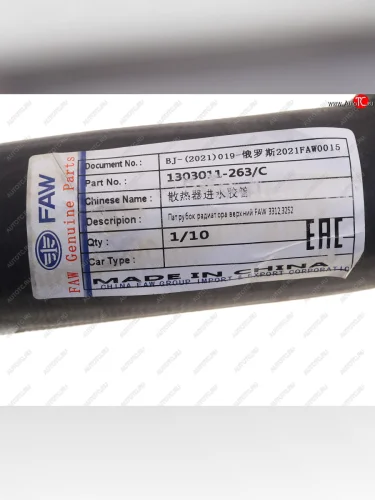 FAW
FAW Genuine Parts
Document No.: BJ-(2021)019-俄罗斯2021FAW0015
Part No.: 1303011-263/C
Chinese Name: 散热器进水胶管
Descripion: Патрубок радиатора верхний FAW 3312,3252
Qty: 1/10
Car Type:
EAC
MADE IN CHINA
CHINA FAW GROUP IMPORT & EXPORT CORPORATIO